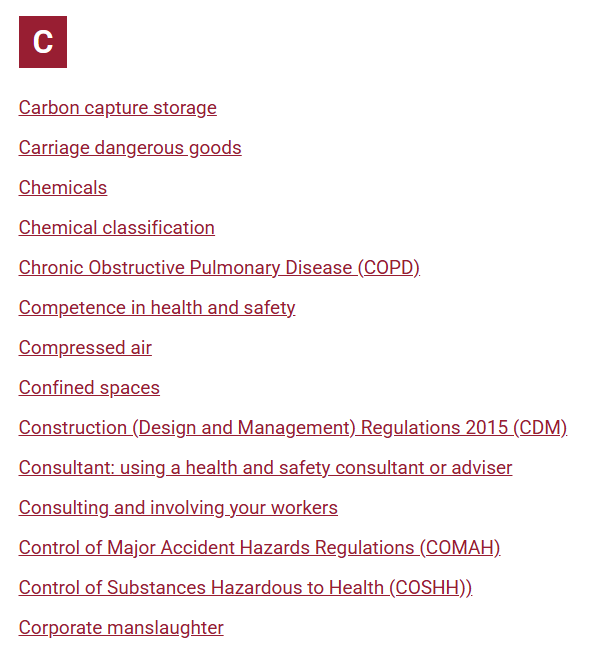 C
Carbon capture storage
Carriage dangerous goods
Chemicals
Chemical classification
Chronic Obstructive Pulmonary Disease (COPD)
Competence in health and safety
Compressed air
Confined spaces
Construction (Design and Management) Regulations 2015 (CDM)
Consultant: using a health and safety consultant or adviser
Consulting and involving your workers
Control of Major Accident Hazards Regulations (COMAH)
Control of Substances Hazardous to Health (COSHH))
Corporate manslaughter